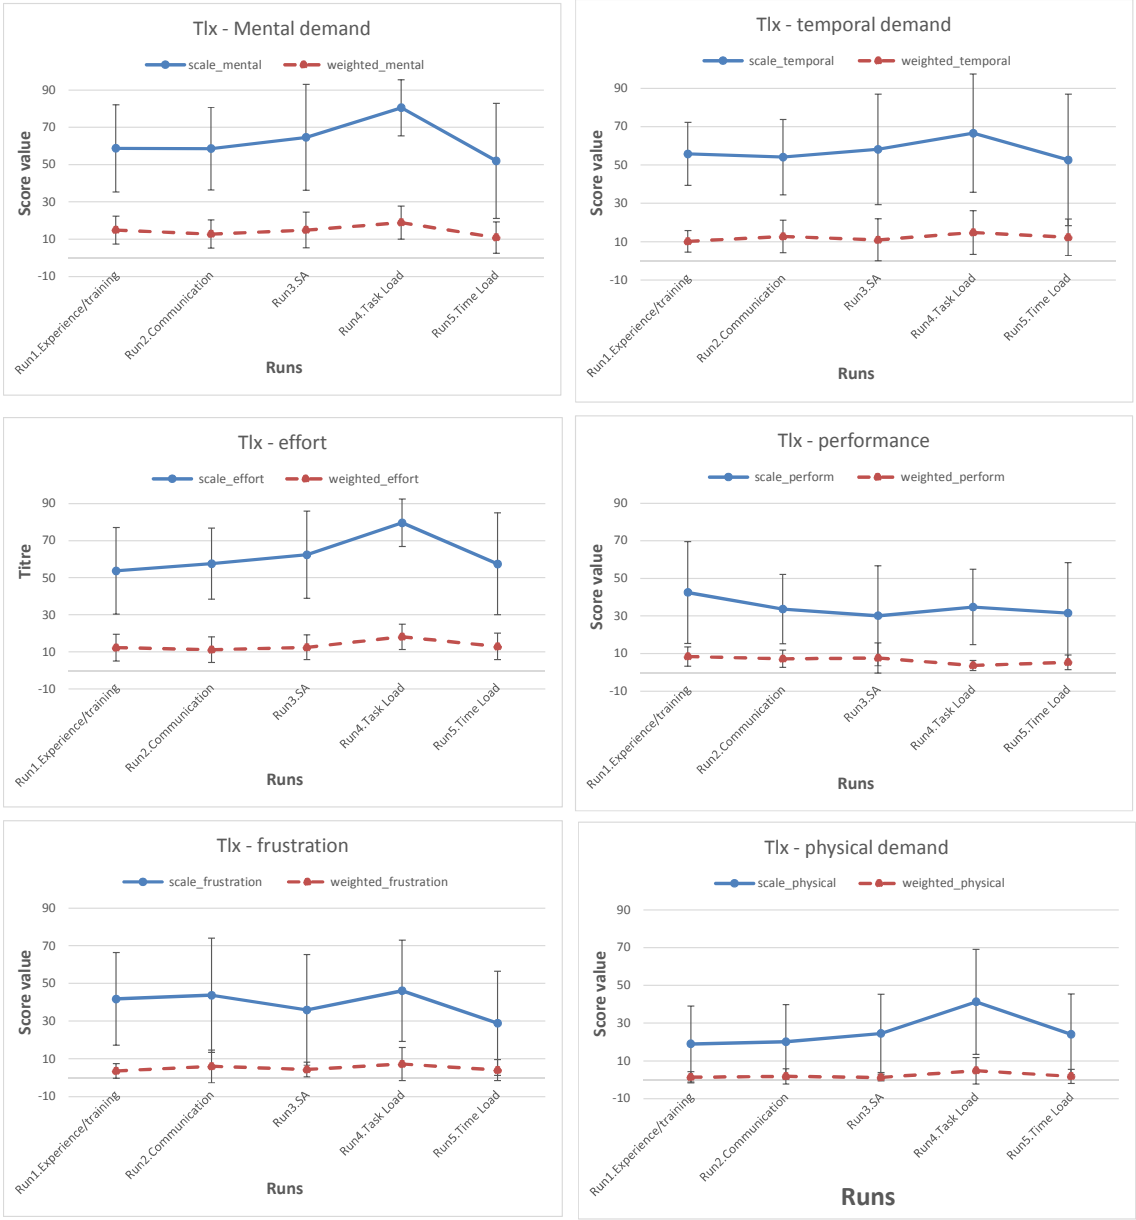 Tlx - Mental demand
scale_mental weighted_mental
90
70
50
30
10
-10
Score value
Run1.Experience/training
Run2.Communication
Run3.SA
Run4.Task Load
Run5.Time Load
Runs
Tlx - temporal demand
scale_temporal weighted_temporal
90
70
50
30
10
-10
Score value
Run1.Experience/training
Run2.Communication
Run3.SA
Run4.Task Load
Run5.Time Load
Runs
Tlx - effort
scale_effort weighted_effort
90
70
50
30
10
-10
Titre
Run1.Experience/training
Run2.Communication
Run3.SA
Run4.Task Load
Run5.Time Load
Runs
Tlx - performance
scale_perform weighted_perform
90
70
50
30
10
-10
Score value
Run1.Experience/training
Run2.Communication
Run3.SA
Run4.Task Load
Run5.Time Load
Runs
Tlx - frustration
scale_frustration weighted_frustration
90
70
50
30
10
-10
Score value
Run1.Experience/training
Run2.Communication
Run3.SA
Run4.Task Load
Run5.Time Load
Runs
Tlx - physical demand
scale_physical weighted_physical
90
70
50
30
10
-10
Score value
Run1.Experience/training
Run2.Communication
Run3.SA
Run4.Task Load
Run5.Time Load
Runs